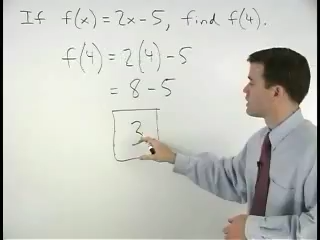 If f(x) = 2x - 5, find f(4).
f(4) = 2(4) - 5
= 8 - 5
3